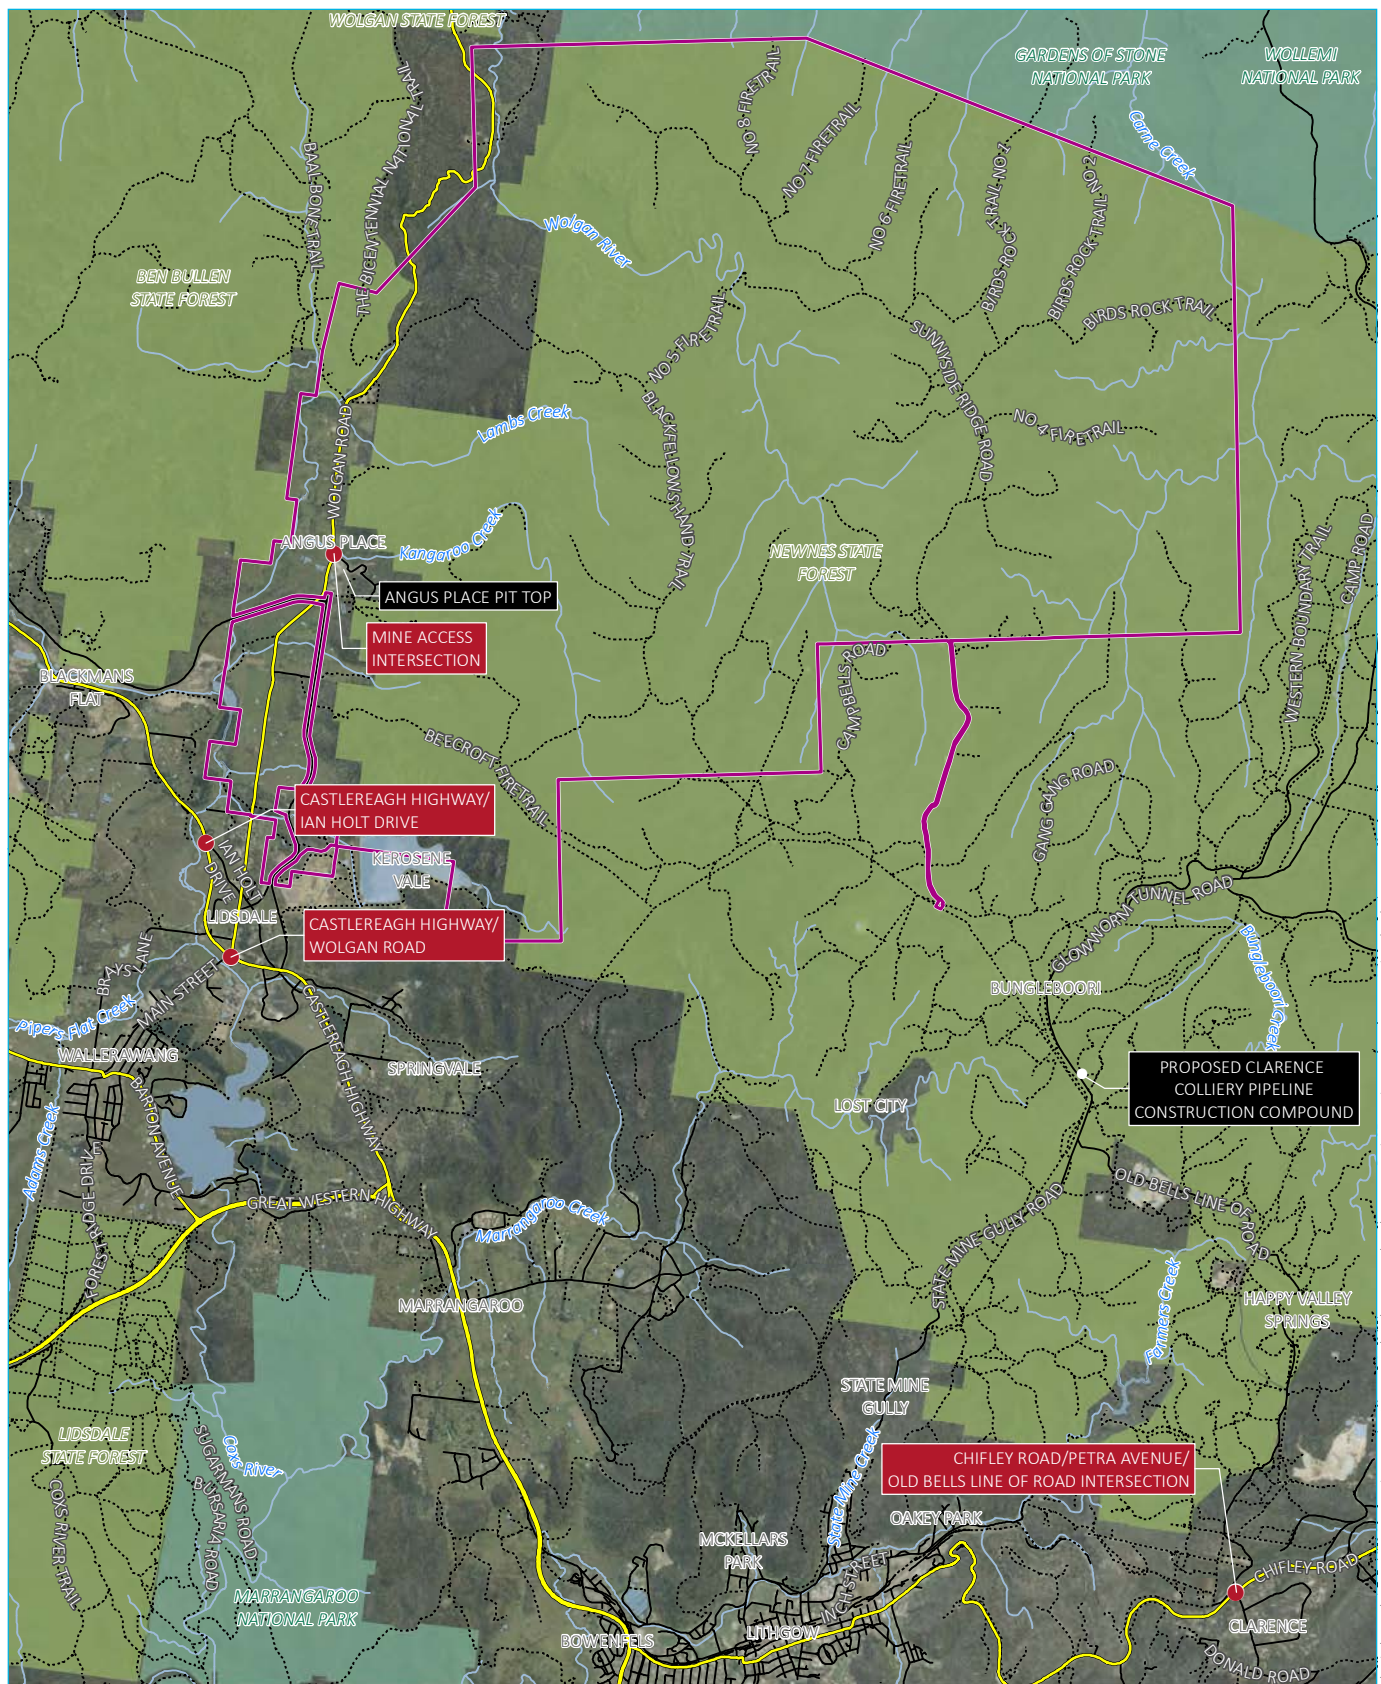 WOLGAN STATE FOREST
GARDENS OF STONE
NATIONAL PARK
WOLLEMI
NATIONAL PARK
THE BICENTENNIAL NATIONAL TRAIL
NO 8 FIRETRAIL
NO 7 FIRETRAIL
NO 6 FIRETRAIL
BIRDS ROCK TRAIL NO 1
BIRDS ROCK TRAIL NO 2
Carne Creek
BAAL BONE TRAIL
Wolgan River
BEN BULLEN
STATE FOREST
BIRDS ROCK TRAIL
NO 5 FIRETRAIL
SUNNYSIDE RIDGE ROAD
BLACKFELLOWS HAND TRAIL
Lambs Creek
NO 4 FIRETRAIL
WOLGAN ROAD
ANGUS PLACE
Kangaroo Creek
NEWNES STATE
FOREST
WESTERN BOUNDARY TRAIL
CAMP ROAD
ANGUS PLACE PIT TOP
MINE ACCESS
INTERSECTION
BLACKMANS
FLAT
CAMPBELLS ROAD
BEECROFT FIRETRAIL
GANG GANG ROAD
CASTLEREAGH HIGHWAY/
IAN HOLT DRIVE
IAN HOLT
DRIVE
KEROSENE
VALE
LIDSDALE
CASTLEREAGH HIGHWAY/
WOLGAN ROAD
GLOWWORM TUNNEL ROAD
BUNGLEBOORI
Bungleboori Creek
BRAYS LANE
MAIN STREET
Pipers Flat Creek
CASTLEREAGH HIGHWAY
WALLERAWANG
SPRINGVALE
PROPOSED CLARENCE
COLLIERY PIPELINE
CONSTRUCTION COMPOUND
LOST CITY
BARTON AVENUE
Adams Creek
FOREST RYDGE DRIVE
GREAT WESTERN HIGHWAY
Marrangaroo Creek
OLD BELLS LINE OF ROAD
STATE MINE GULLY ROAD
Farmers Creek
MARRANGAROO
HAPPY VALLEY
SPRINGS
STATE MINE
GULLY
LIDSDALE
STATE FOREST
Coxs River
SUGARMANS ROAD
BURSARIA ROAD
COXS RIVER TRAIL
State Mine Creek
CHIFLEY ROAD/PETRA AVENUE/
OLD BELLS LINE OF ROAD INTERSECTION
OAKEY PARK
MCKELLARS
PARK
INCH STREET
CHIFLEY ROAD
MARRANGAROO
NATIONAL PARK
BOWENFELS
LITHGOW
CLARENCE
DONALD ROAD